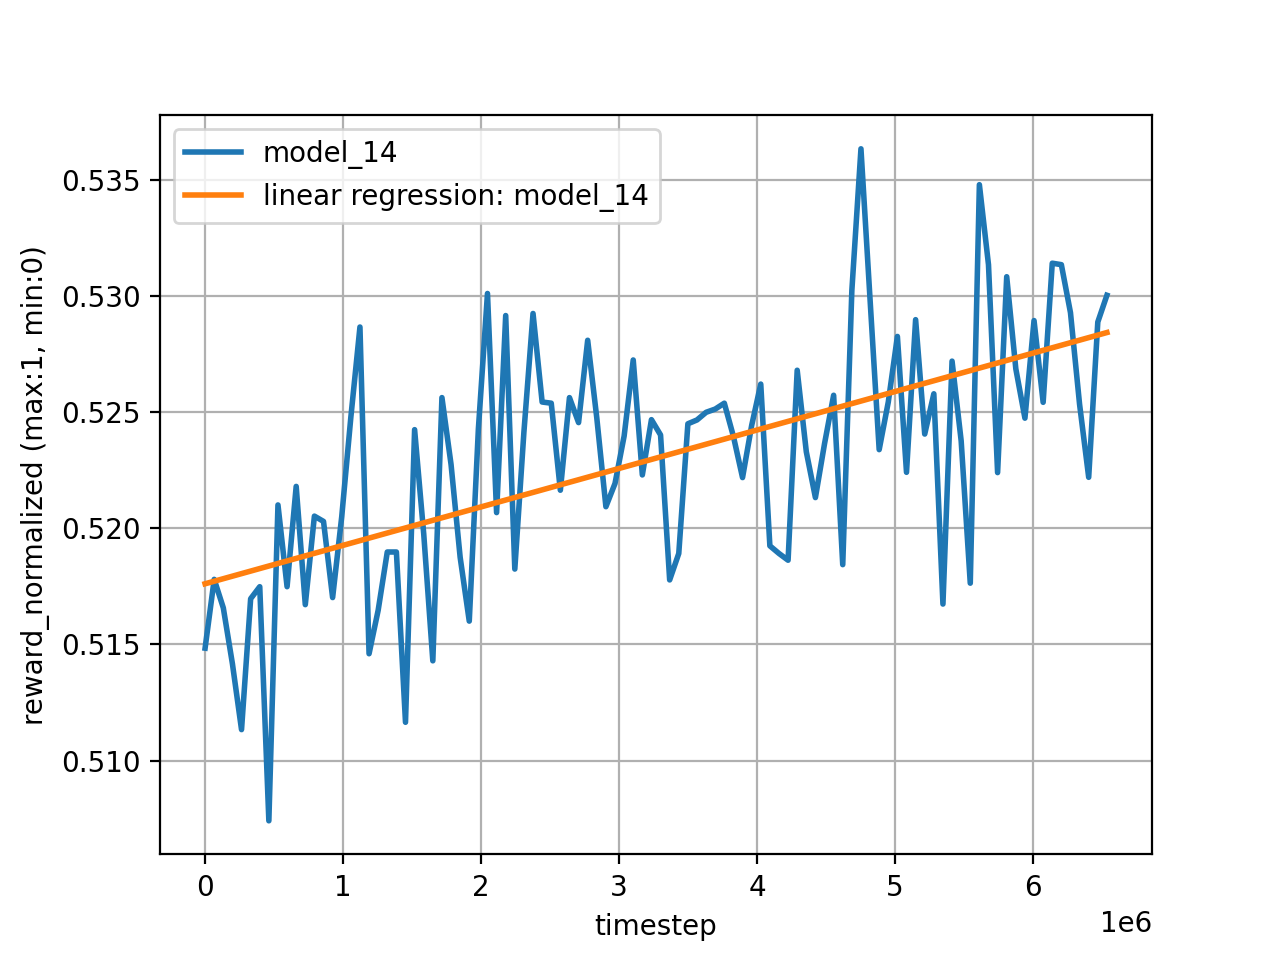 model_14
linear regression: model_14
reward_normalized (max:1, min:0)
0.535
0.530
0.525
0.520
0.515
0.510
0 1 2 3 4 5 6
1e6
timestep